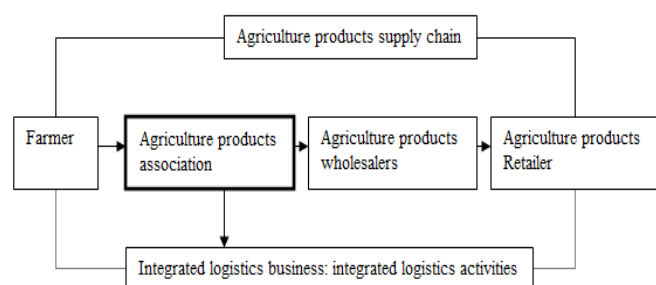 Agriculture products supply chain
Farmer
Agriculture products
association
Agriculture products
wholesalers
Agriculture products
Retailer
Integrated logistics business: integrated logistics activities